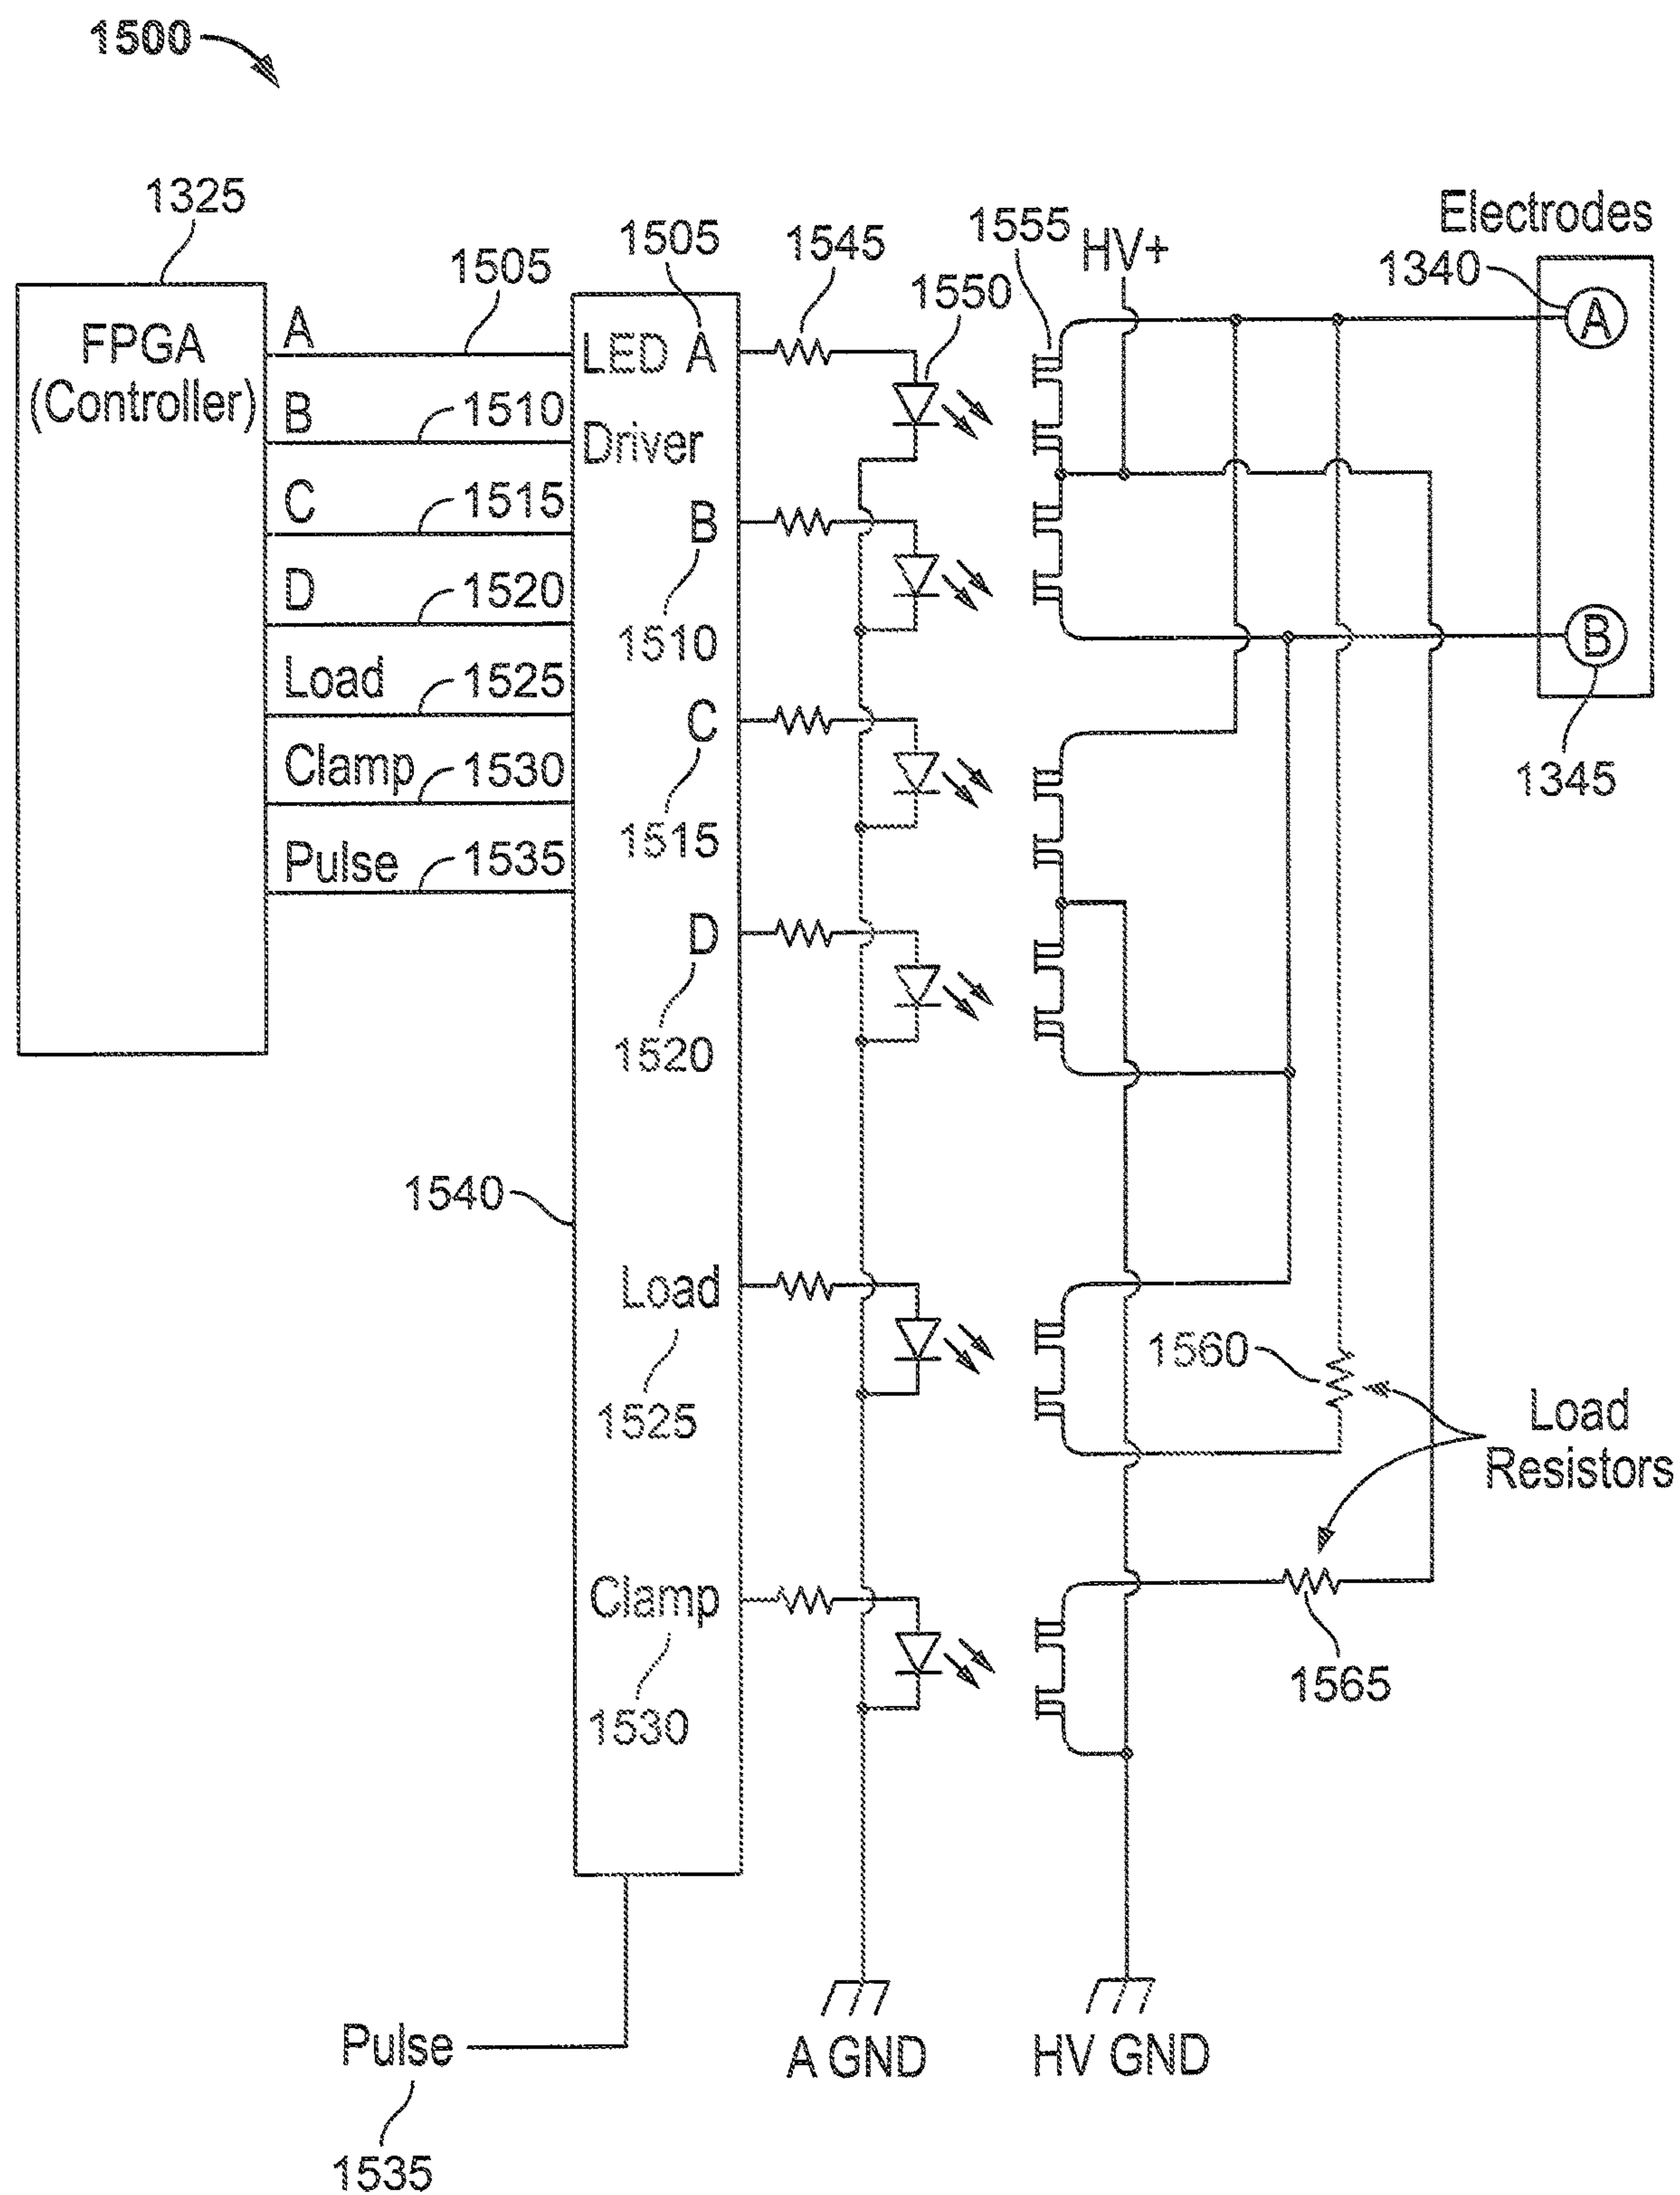 1500
1325
FPGA
(Controller)
A
1505
B
1510
C
1515
D
1520
Load
1525
Clamp
1530
Pulse
1535
1540
LED
Driver
1505
A
B
1510
C
1515
D
1520
Load
1525
Clamp
1530
Pulse
1535
1545
1550
1555
HV+
Electrodes
1340
A
B
1345
1560
Load
Resistors
1565
A GND
HV GND